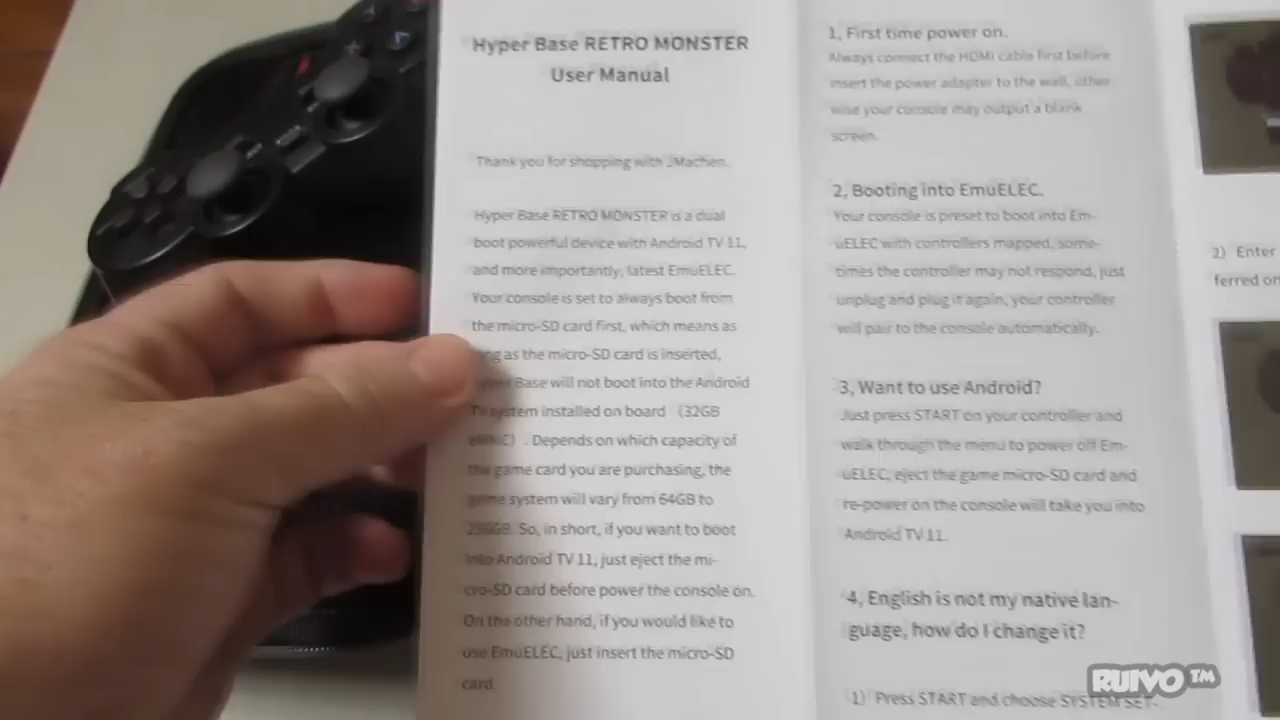 Hyper Base RETRO MONSTER
User Manual
Thank you for shopping with JMachen.
Hyper Base RETRO MONSTER is a dual
boot powerful device with Android TV 11,
and more importantly, latest EmuELEC.
Your console is set to always boot from
the micro-SD card first, which means as
as the micro-SD card is inserted,
Base will not boot into the Android
TV system installed on board (32GB
eMMC) . Depends on which capacity of
the game card you are purchasing, the
game system will vary from 64GB to
256GB. So, in short, if you want to boot
into Android TV 11, just eject the mi-
cro-SD card before power the console on.
On the other hand, if you would like to
use EmuELEC, just insert the micro-SD
card.
1, First time power on.
Always connect the HDMI cable first before
insert the power adapter to the wall, other-
wise your console may output a blank
screen.
2, Booting into EmuELEC.
Your console is preset to boot into Em-
uELEC with controllers mapped, some-
times the controller may not respond, just
unplug and plug it again, your controller
will pair to the console automatically.
3, Want to use Android?
Just press START on your controller and
walk through the menu to power off Em-
uELEC, eject the game micro-SD card and
re-power on the console will take you into
Android TV 11.
4, English is not my native lan-
guage, how do I change it?
1) Press START and choose SYSTEM SET-
2) Enter
ferred on
RUIVO™